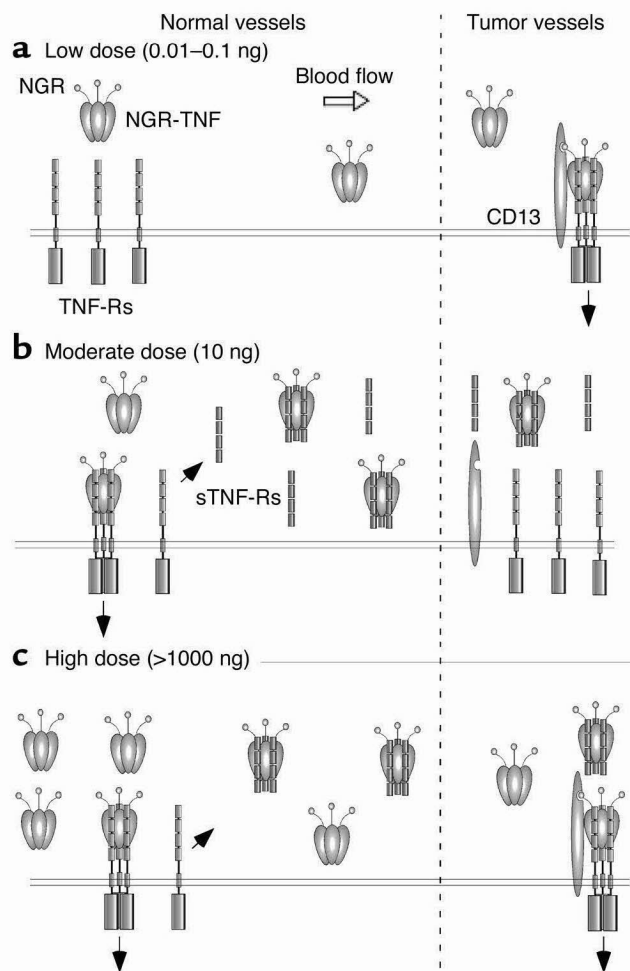 Normal vessels
Tumor vessels
a Low dose (0.01–0.1 ng)
NGR
Blood flow
NGR-TNF
CD13
TNF-Rs
b Moderate dose (10 ng)
sTNF-Rs
c High dose (>1000 ng)